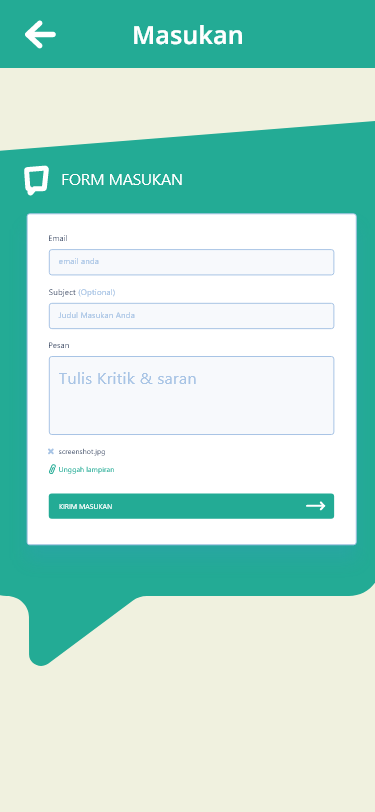 Masukan
FORM MASUKAN
Email
email anda
Subject (Optional)
Judul Masukan Anda
Pesan
Tulis Kritik & saran
screenshot.jpg
Unggah lampiran
KIRIM MASUKAN